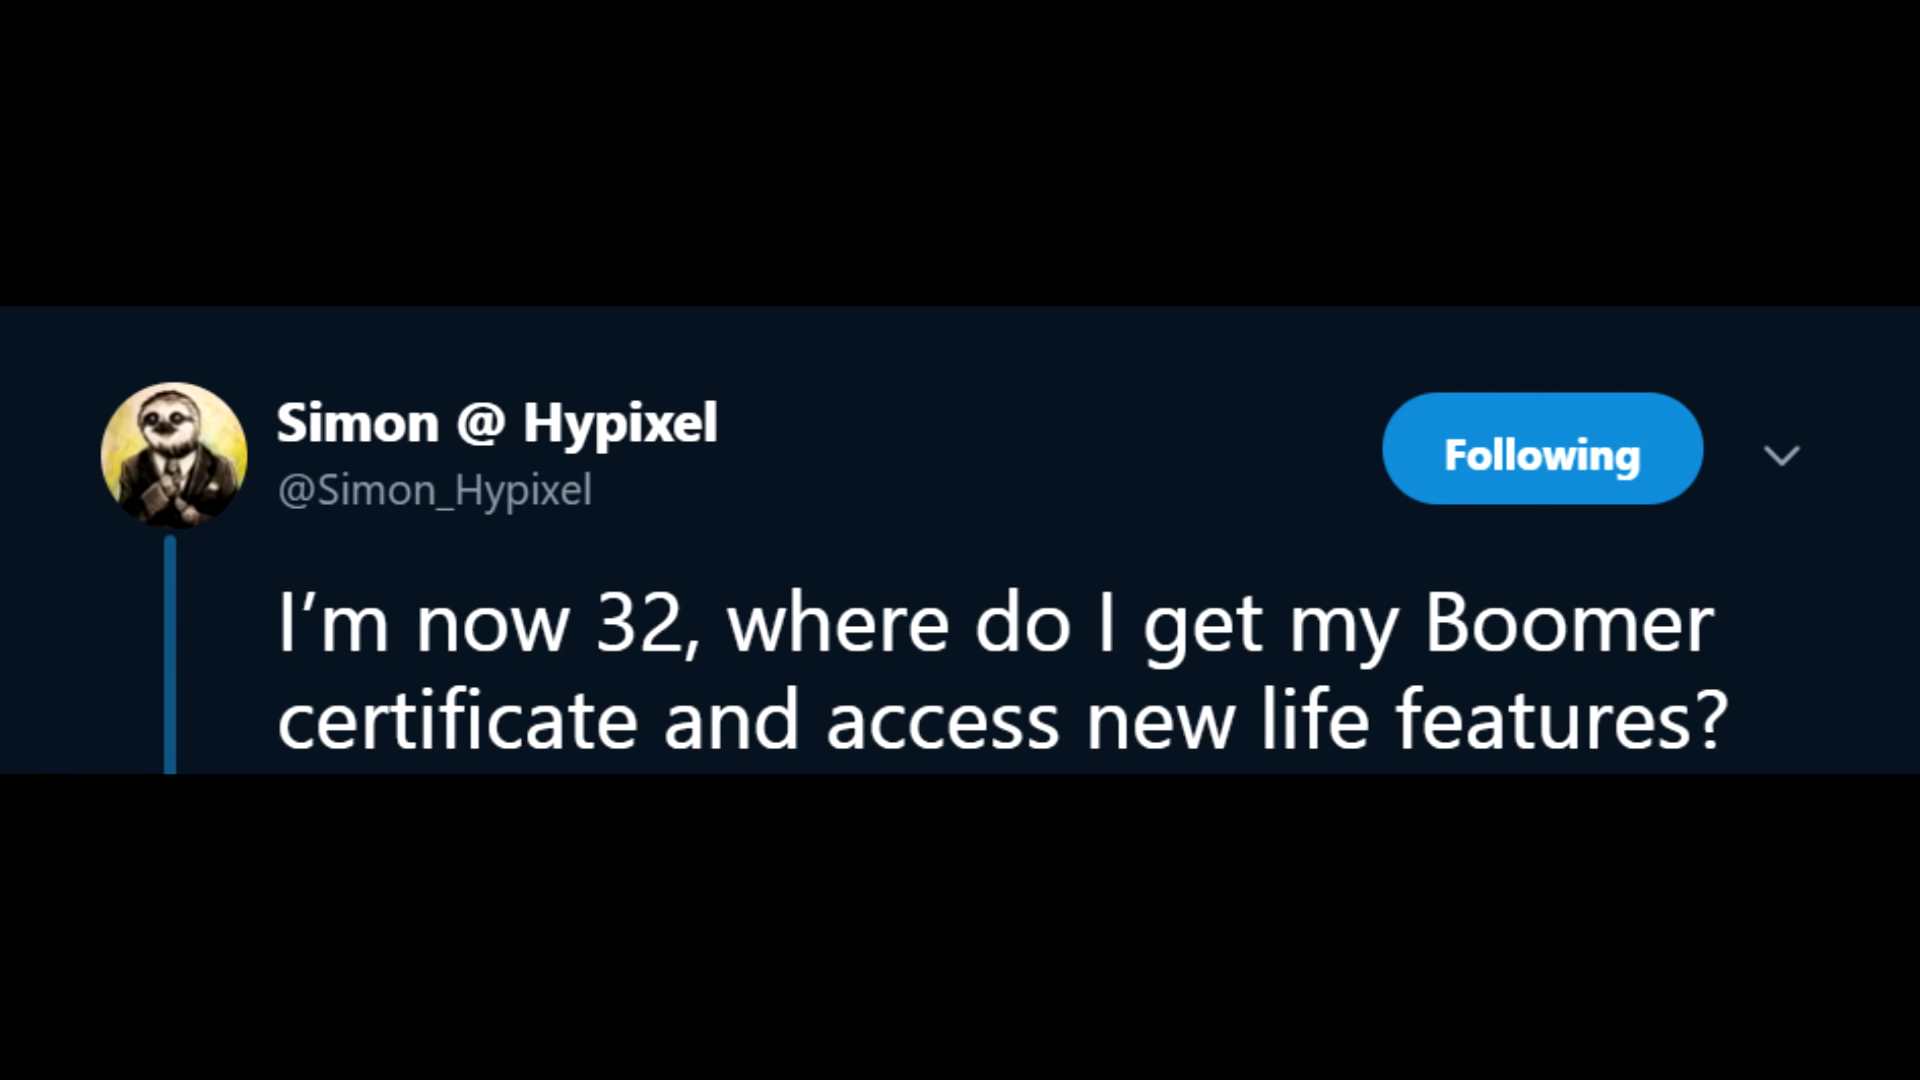 Simon @ Hypixel
@Simon_Hypixel
Following
I’m now 32, where do I get my Boomer
certificate and access new life features?